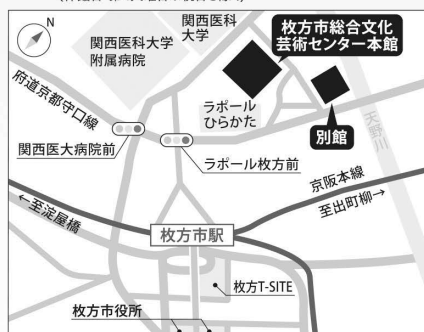 N
関西医科
大学
関西医科大学
附属病院
枚方市総合文化
芸術センター本館
府道京都守口線
ラポール
ひらかた
別館
天野川
関西医大病院前
ラポール枚方前
京阪本線
至出町柳→
←至淀屋橋
枚方市駅
枚方T-SITE
枚方市役所